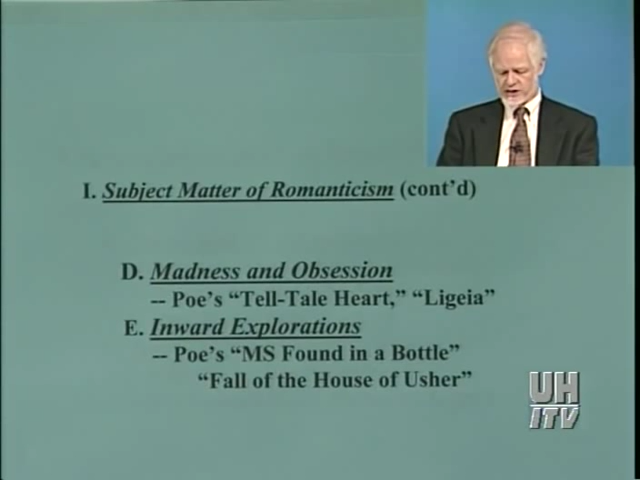 I. Subject Matter of Romanticism (cont'd)
D. Madness and Obsession
-- Poe's “Tell-Tale Heart,” “Ligeia”
E. Inward Explorations
-- Poe's “MS Found in a Bottle”
“Fall of the House of Usher”
UH
ITV